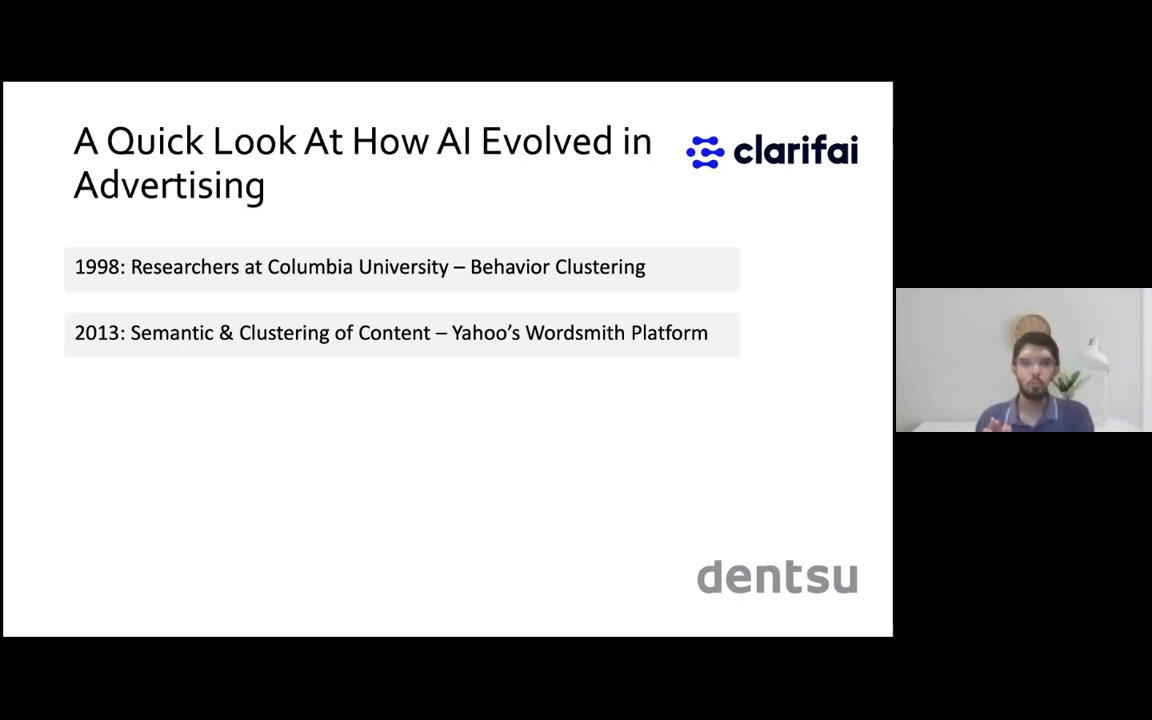 A Quick Look At How AI Evolved in
Advertising
clarifai
1998: Researchers at Columbia University – Behavior Clustering
2013: Semantic & Clustering of Content – Yahoo’s Wordsmith Platform
dentsu